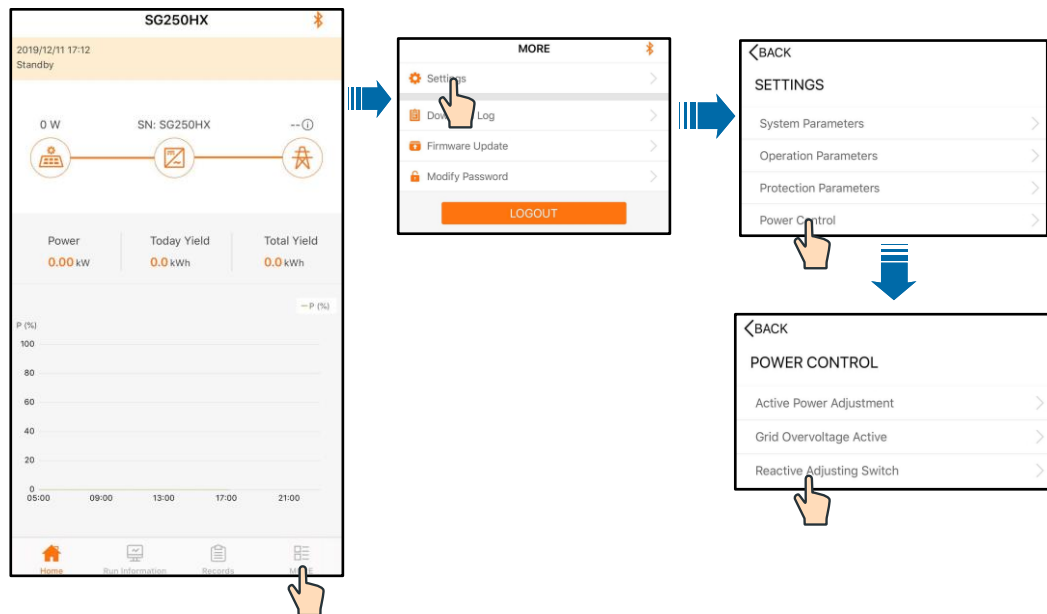 SG250HX
2019/12/11 17:12
Standby
0 W
SN: SG250HX
--
Power
Today Yield
Total Yield
0.00 kW
0.0 kWh
0.0 kWh
P (%)
P (%)
100
80
60
40
20
0
05:00
09:00
13:00
17:00
21:00
Home
Run Information
Records
MORE
Settings
Log
Firmware Update
Modify Password
LOGOUT
BACK
SETTINGS
System Parameters
Operation Parameters
Protection Parameters
Power Control
BACK
POWER CONTROL
Active Power Adjustment
Grid Overvoltage Active
Reactive Adjusting Switch